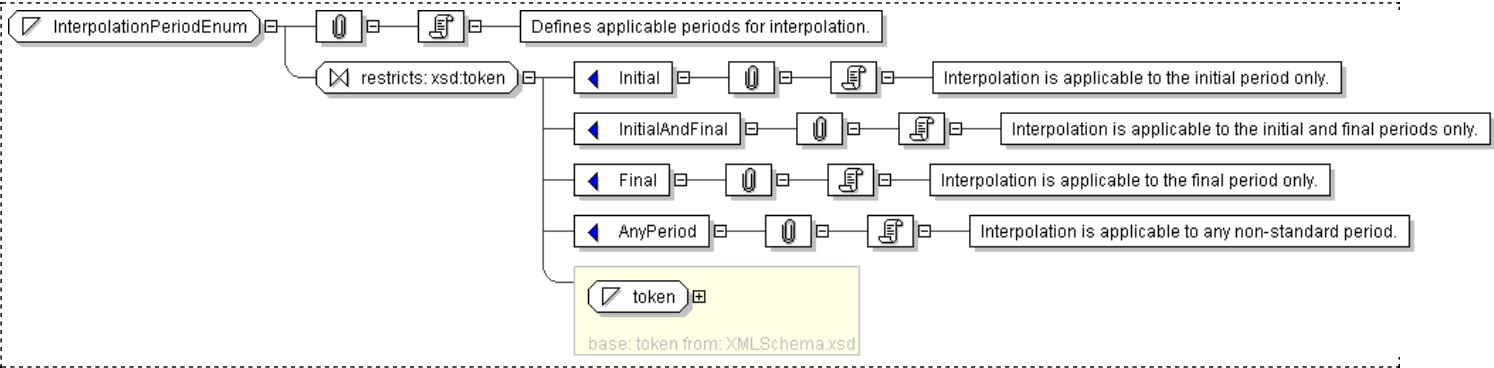 InterpolationPeriodEnum
Defines applicable periods for interpolation.
restricts: xsd:token
Initial
Interpolation is applicable to the initial period only.
InitialAndFinal
Interpolation is applicable to the initial and final periods only.
Final
Interpolation is applicable to the final period only.
AnyPeriod
Interpolation is applicable to any non-standard period.
token
base: token from: XMLSchema.xsd